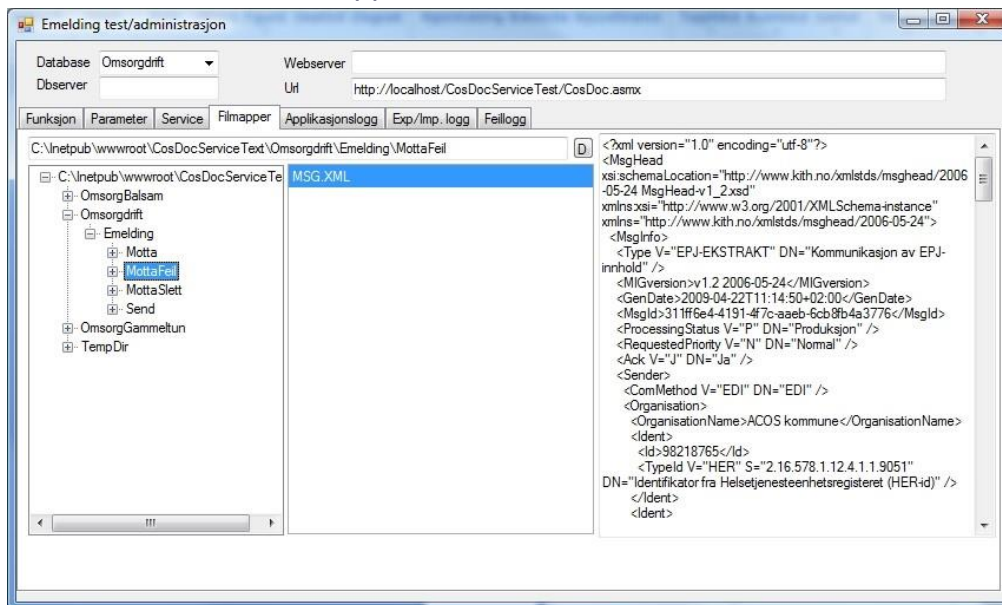 Emelding test/administrasjon
Database Omsorgdrift Webserver
Dbserver Url http://localhost/CosDocServiceTest/CosDoc.asmx
Funksjon Parameter Service Filmapper Applikasjonslogg Exp/Imp. logg Feillogg
C:\Inetpub\wwwroot\CosDocServiceText\Omsorgdrift\Emelding\MottaFeil D
C:\Inetpub\wwwroot\CosDocServiceTe
OmsorgBalsam
Omsorgdrift
Emelding
Motta
MottaFeil
MottaSlett
Send
OmsorgGammeltun
TempDir
MSG.XML
<?xml version="1.0" encoding="utf-8"?>
<MsgHead
xsi:schemaLocation="http://www.kith.no/xmlstds/msghead/2006
-05-24 MsgHead-v1_2.xsd"
xmlns:xsi="http://www.w3.org/2001/XMLSchema-instance"
xmlns="http://www.kith.no/xmlstds/msghead/2006-05-24">
<MsgInfo>
<Type V="EPJ-EKSTRAKT" DN="Kommunikasjon av EPJ-
innhold" />
<MIGversion>v1.2 2006-05-24</MIGversion>
<GenDate>2009-04-22T11:14:50+02:00</GenDate>
<MsgId>311ff6e4-4191-4f7c-aaeb-6cb8fb4a3776</MsgId>
<ProcessingStatus V="P" DN="Produksjon" />
<RequestedPriority V="N" DN="Normal" />
<Ack V="J" DN="Ja" />
<Sender>
<ComMethod V="EDI" DN="EDI" />
<Organisation>
<OrganisationName>ACOS kommune</OrganisationName>
<Ident>
<Id>98218765</Id>
<TypeId V="HER" S="2.16.578.1.12.4.1.1.9051"
DN="Identifikator fra Helsetjenesteenhetsregisteret (HER-id)" />
</Ident>
<Ident>